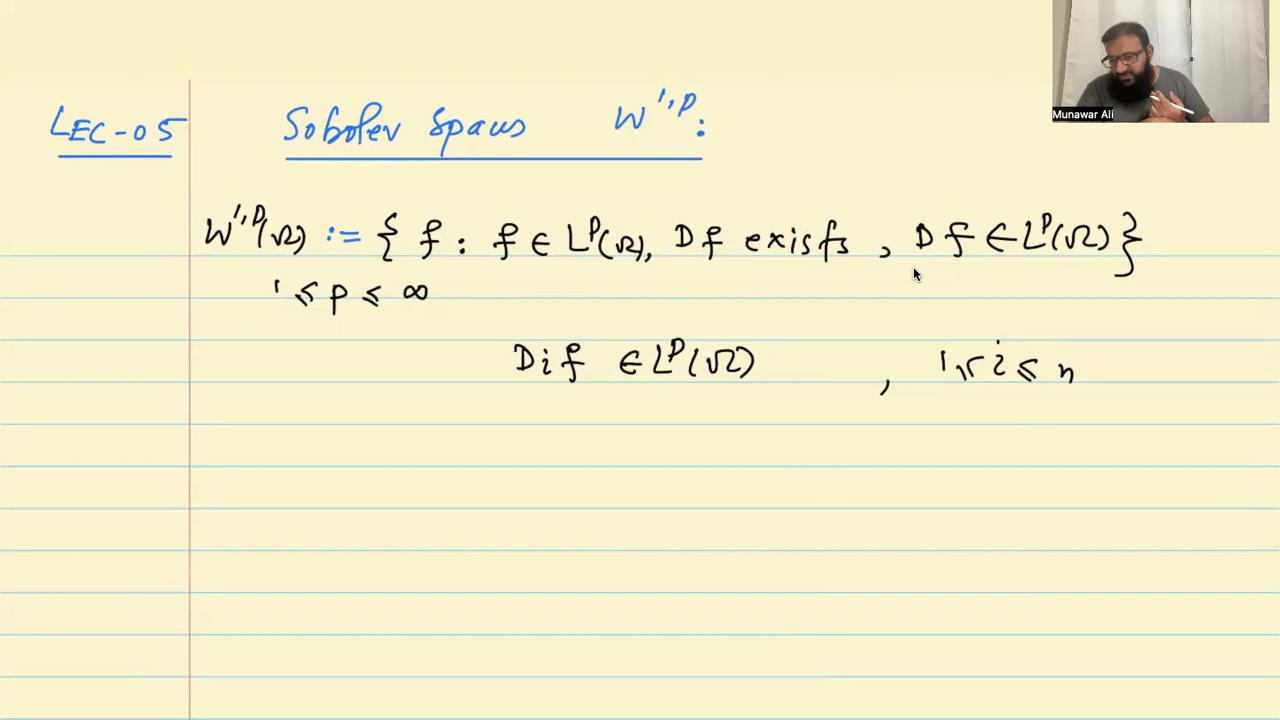 LEC-05 Sobolev Spaces W^{1,p}:
W^{1,p}(Ω) := { f : f ∈ L^p(Ω), Df exists, Df ∈ L^p(Ω) }
1 ≤ p ≤ ∞
D_i f ∈ L^p(Ω) , 1 ≤ i ≤ n
Munawar Ali